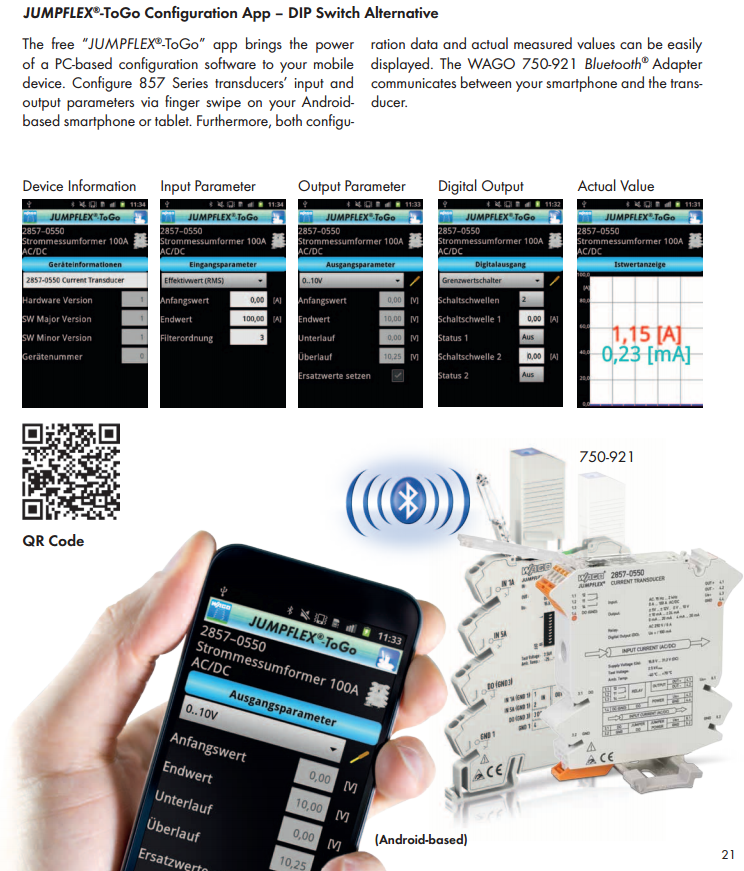 JUMPFLEX®-ToGo Configuration App – DIP Switch Alternative
The free “JUMPFLEX®-ToGo” app brings the power
of a PC-based configuration software to your mobile
device. Configure 857 Series transducers’ input and
output parameters via finger swipe on your Android-
based smartphone or tablet. Furthermore, both configu-
ration data and actual measured values can be easily
displayed. The WAGO 750-921 Bluetooth® Adapter
communicates between your smartphone and the trans-
ducer.
Device Information
11:34
JUMPFLEX®-ToGo
2857-0550
Strommessumformer 100A
AC/DC
Geräteinformationen
2857-0550 Current Transducer
Hardware Version 1
SW Major Version 1
SW Minor Version 1
Gerätenummer 0
Input Parameter
11:34
JUMPFLEX®-ToGo
2857-0550
Strommessumformer 100A
AC/DC
Eingangsparameter
Effektivwert (RMS)
Anfangswert 0,00 [A]
Endwert 100,00 [A]
Filterordnung 3
Output Parameter
11:33
JUMPFLEX®-ToGo
2857-0550
Strommessumformer 100A
AC/DC
Ausgangsparameter
0..10V
Anfangswert 0,00 [V]
Endwert 10,00 [V]
Unterlauf 0,00 [V]
Überlauf 10,25 [V]
Ersatzwerte setzen
Digital Output
11:32
JUMPFLEX®-ToGo
2857-0550
Strommessumformer 100A
AC/DC
Digitalausgang
Grenzwertschalter
Schaltschwellen 2
Schaltschwelle 1 0,00 [A]
Status 1 Aus
Schaltschwelle 2 0,00 [A]
Status 2 Aus
Actual Value
11:31
JUMPFLEX®-ToGo
2857-0550
Strommessumformer 100A
AC/DC
Istwertanzeige
100,0
[A]
80,0
60,0
40,0
20,0
0,0
1,15 [A]
0,23 [mA]
QR Code
750-921
WAGO
JUMPFLEX®
2857-0550
CURRENT TRANSDUCER
INPUT CURRENT (AC/DC)
IN 1A
IN 5A
DO (GND 3)
GND 1
WAGO
11:33
JUMPFLEX®-ToGo
2857-0550
Strommessumformer 100A
AC/DC
Ausgangsparameter
0..10V
Anfangswert 0,00 [V]
Endwert 10,00 [V]
Unterlauf 0,00 [V]
Überlauf 10,25
Ersatzwerte
(Android-based)
21